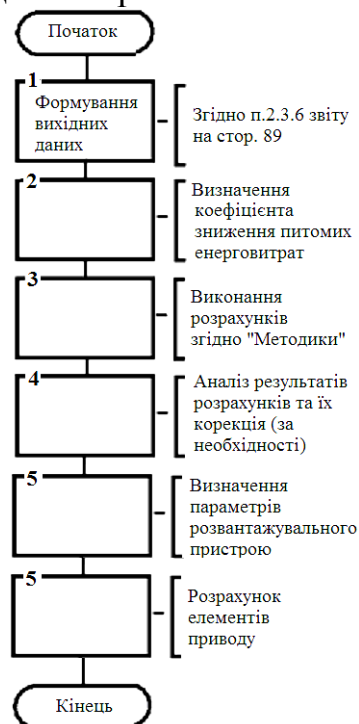 Початок
1
Формування
вихідних
даних
Згідно п.2.3.6 звіту
на стор. 89
2
Визначення
коефіцієнта
зниження питомих
енерговитрат
3
Виконання
розрахунків
згідно "Методики"
4
Аналіз результатів
розрахунків та їх
корекція (за
необхідності)
5
Визначення
параметрів
розвантажувального
пристрою
5
Розрахунок
елементів
приводу
Кінець